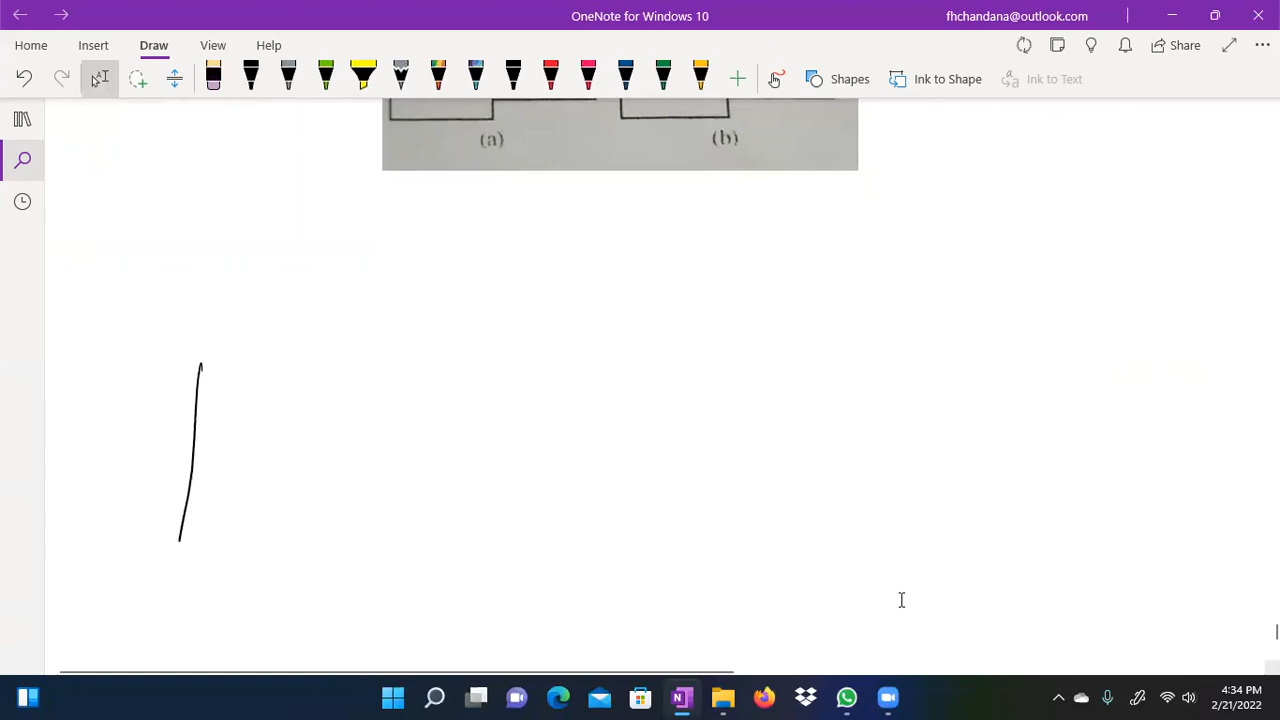 OneNote for Windows 10
fhchandana@outlook.com
Home
Insert
Draw
View
Help
Share
Shapes
Ink to Shape
Ink to Text
(a)
(b)
4:34 PM
2/21/2022